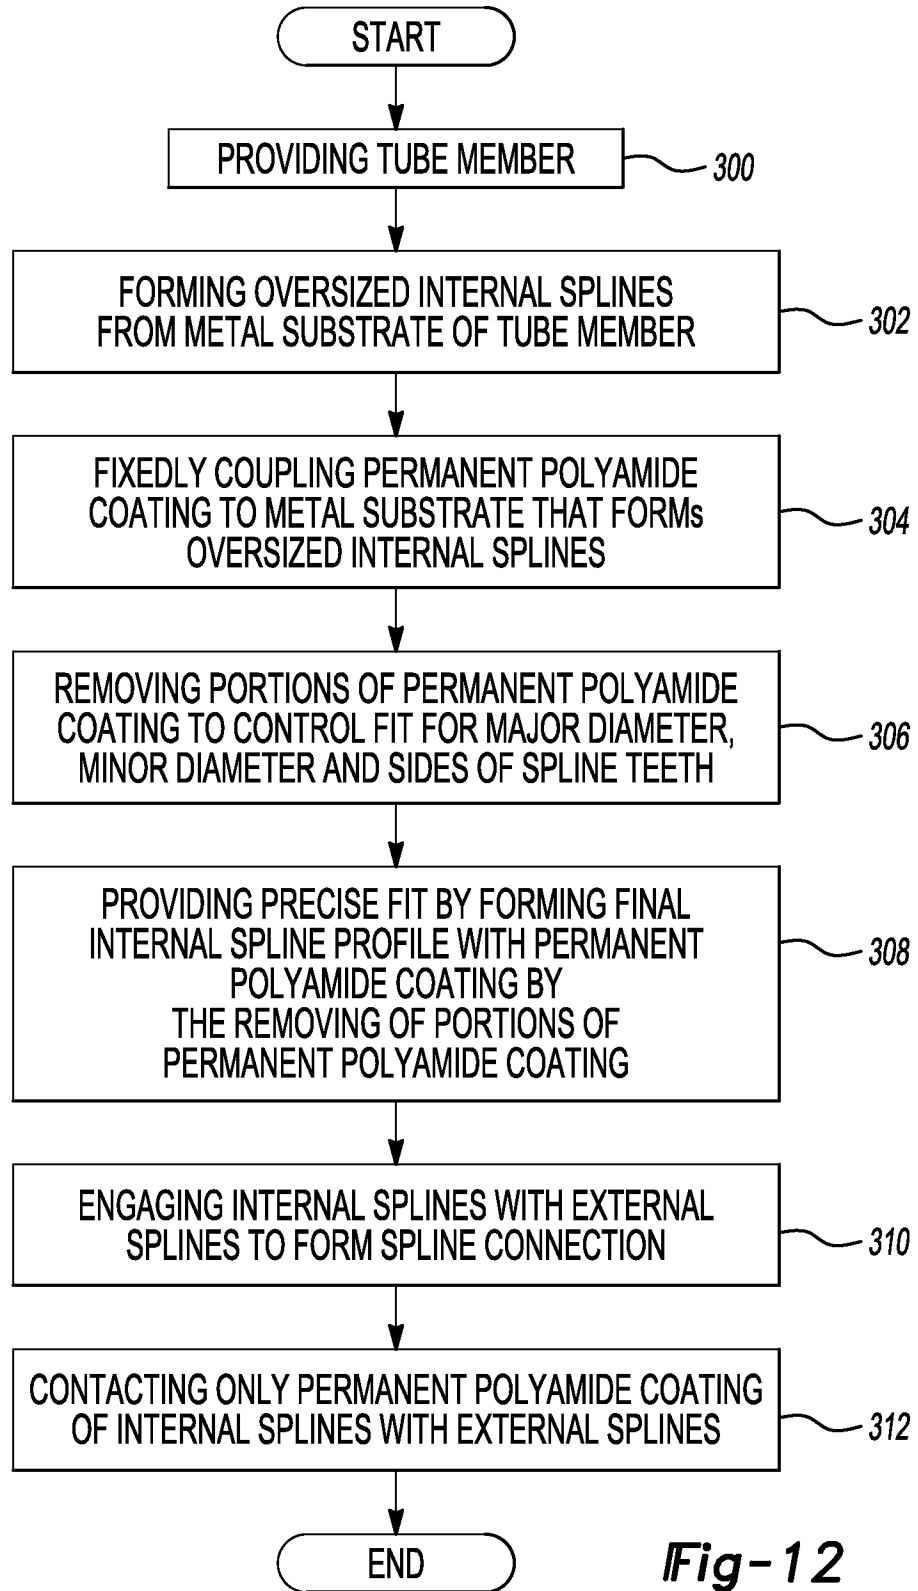 START
PROVIDING TUBE MEMBER
300
FORMING OVERSIZED INTERNAL SPLINES
FROM METAL SUBSTRATE OF TUBE MEMBER
302
FIXEDLY COUPLING PERMANENT POLYAMIDE
COATING TO METAL SUBSTRATE THAT FORMs
OVERSIZED INTERNAL SPLINES
304
REMOVING PORTIONS OF PERMANENT POLYAMIDE
COATING TO CONTROL FIT FOR MAJOR DIAMETER,
MINOR DIAMETER AND SIDES OF SPLINE TEETH
306
PROVIDING PRECISE FIT BY FORMING FINAL
INTERNAL SPLINE PROFILE WITH PERMANENT
POLYAMIDE COATING BY
THE REMOVING OF PORTIONS OF
PERMANENT POLYAMIDE COATING
308
ENGAGING INTERNAL SPLINES WITH EXTERNAL
SPLINES TO FORM SPLINE CONNECTION
310
CONTACTING ONLY PERMANENT POLYAMIDE COATING
OF INTERNAL SPLINES WITH EXTERNAL SPLINES
312
END
Fig-12